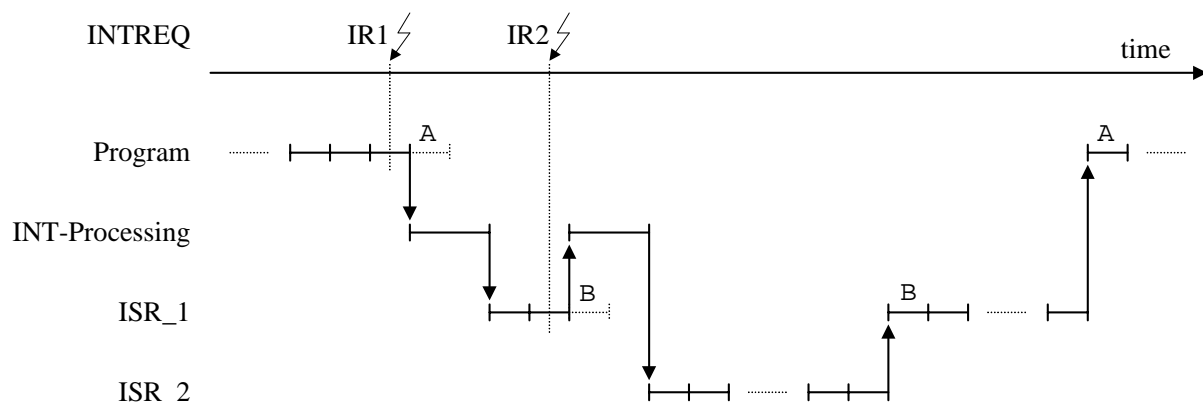 INTREQ IR1 IR2 time
Program A A
INT-Processing
ISR_1 B B
ISR_2